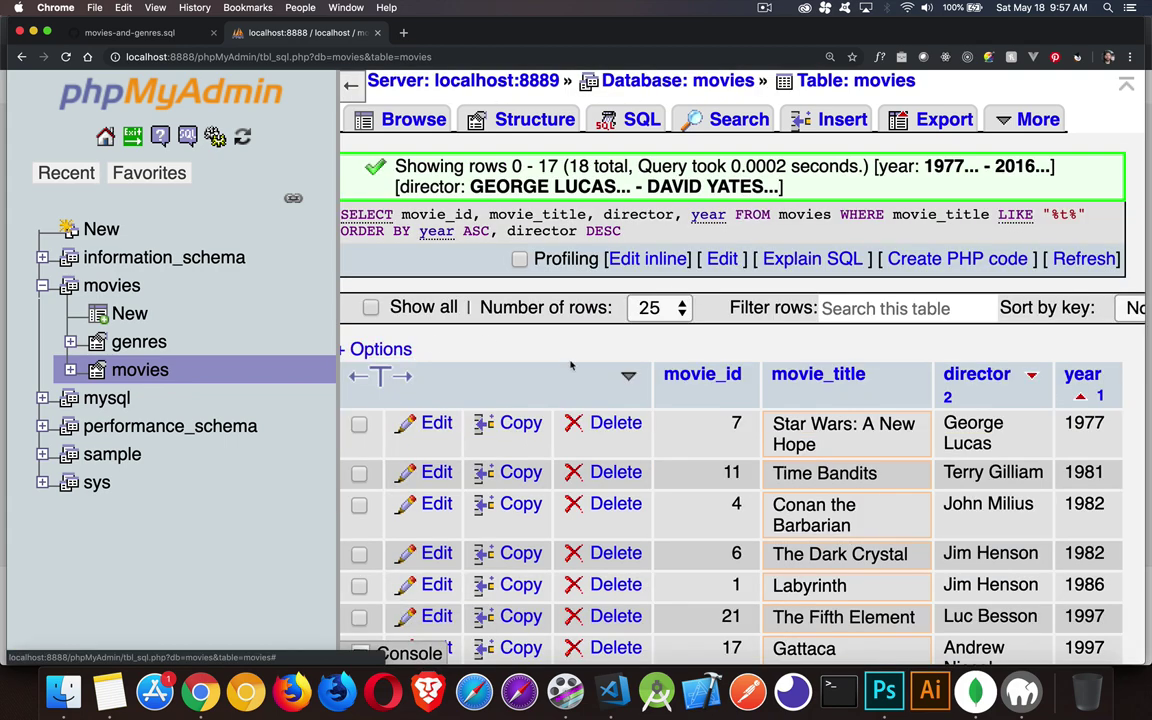 Chrome File Edit View History Bookmarks People Window Help 100% Sat May 18 9:57 AM
movies-and-genres.sql × localhost:8888 / localhost / mo × +
localhost:8888/phpMyAdmin/tbl_sql.php?db=movies&table=movies
phpMyAdmin
Recent Favorites
New
information_schema
movies
New
genres
movies
mysql
performance_schema
sample
sys
localhost:8888/phpMyAdmin/tbl_sql.php?db=movies&table=movies#
Server: localhost:8889 » Database: movies » Table: movies
Browse Structure SQL Search Insert Export More
Showing rows 0 - 17 (18 total, Query took 0.0002 seconds.) [year: 1977... - 2016...]
[director: GEORGE LUCAS... - DAVID YATES...]
SELECT movie_id, movie_title, director, year FROM movies WHERE movie_title LIKE "%t%"
ORDER BY year ASC, director DESC
Profiling [Edit inline] [ Edit ] [ Explain SQL ] [ Create PHP code ] [ Refresh]
Show all | Number of rows: 25 Filter rows: Search this table Sort by key: No
+ Options
←T→ movie_id movie_title director 2 year 1
Edit Copy Delete 7 Star Wars: A New Hope George Lucas 1977
Edit Copy Delete 11 Time Bandits Terry Gilliam 1981
Edit Copy Delete 4 Conan the Barbarian John Milius 1982
Edit Copy Delete 6 The Dark Crystal Jim Henson 1982
Edit Copy Delete 1 Labyrinth Jim Henson 1986
Edit Copy Delete 21 The Fifth Element Luc Besson 1997
Copy Delete 17 Gattaca Andrew
Console
Ps Ai